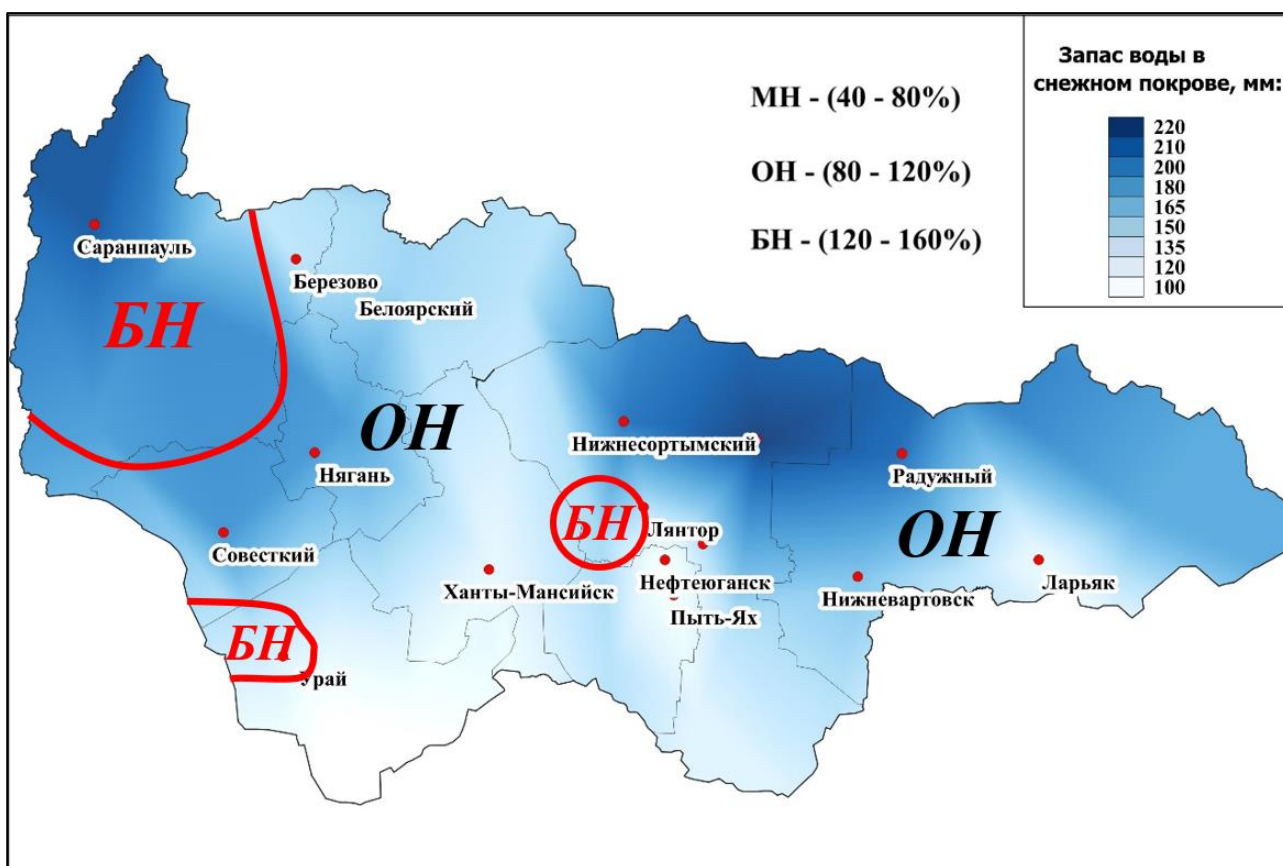 Запас воды в
снежном покрове, мм:
220
210
200
180
165
150
135
120
100
МН - (40 - 80%)
ОН - (80 - 120%)
БН - (120 - 160%)
Саранпауль
Березово
БН
Белоярский
ОН
Нижнесортымский
Нягань
Радужный
БН
Лянтор
ОН
Совесткий
Нефтеюганск
Ларьяк
Ханты-Мансийск
Нижневартовск
Пыть-Ях
БН
Урай